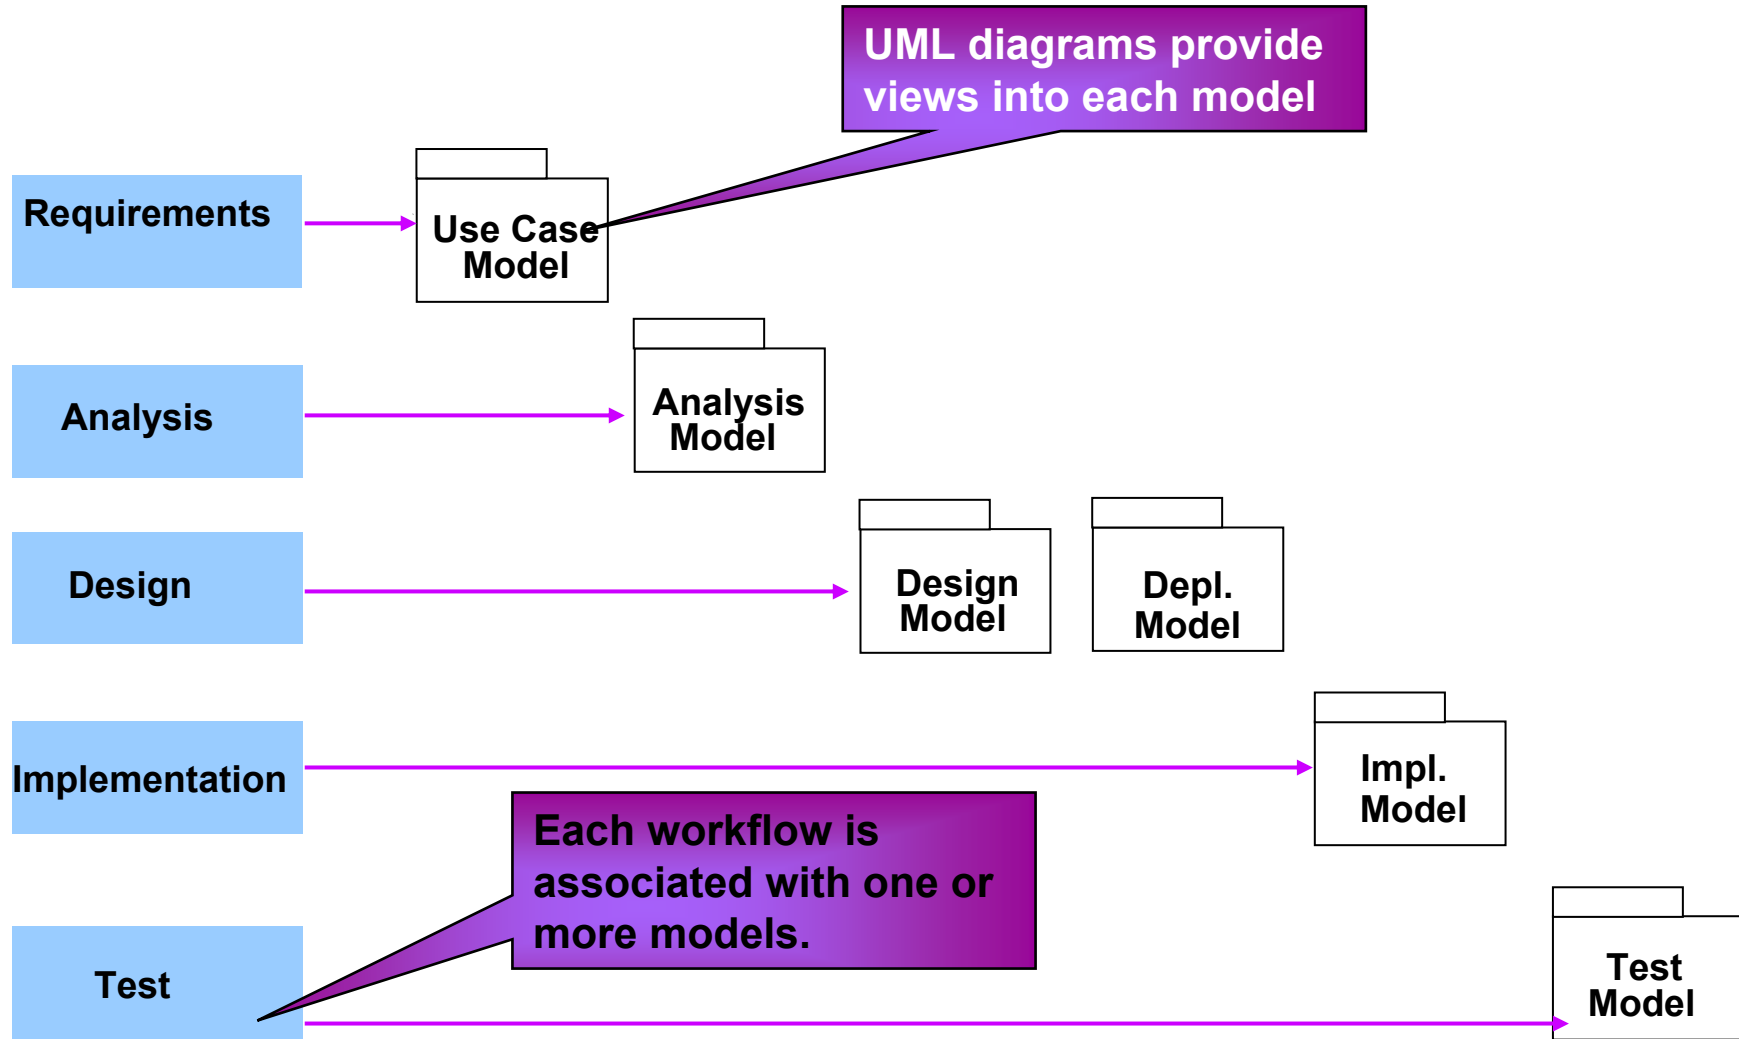 UML diagrams provide
views into each model
Requirements
Use Case
Model
Analysis
Analysis
Model
Design
Design
Model
Depl.
Model
Implementation
Impl.
Model
Each workflow is
associated with one or
more models.
Test
Test
Model